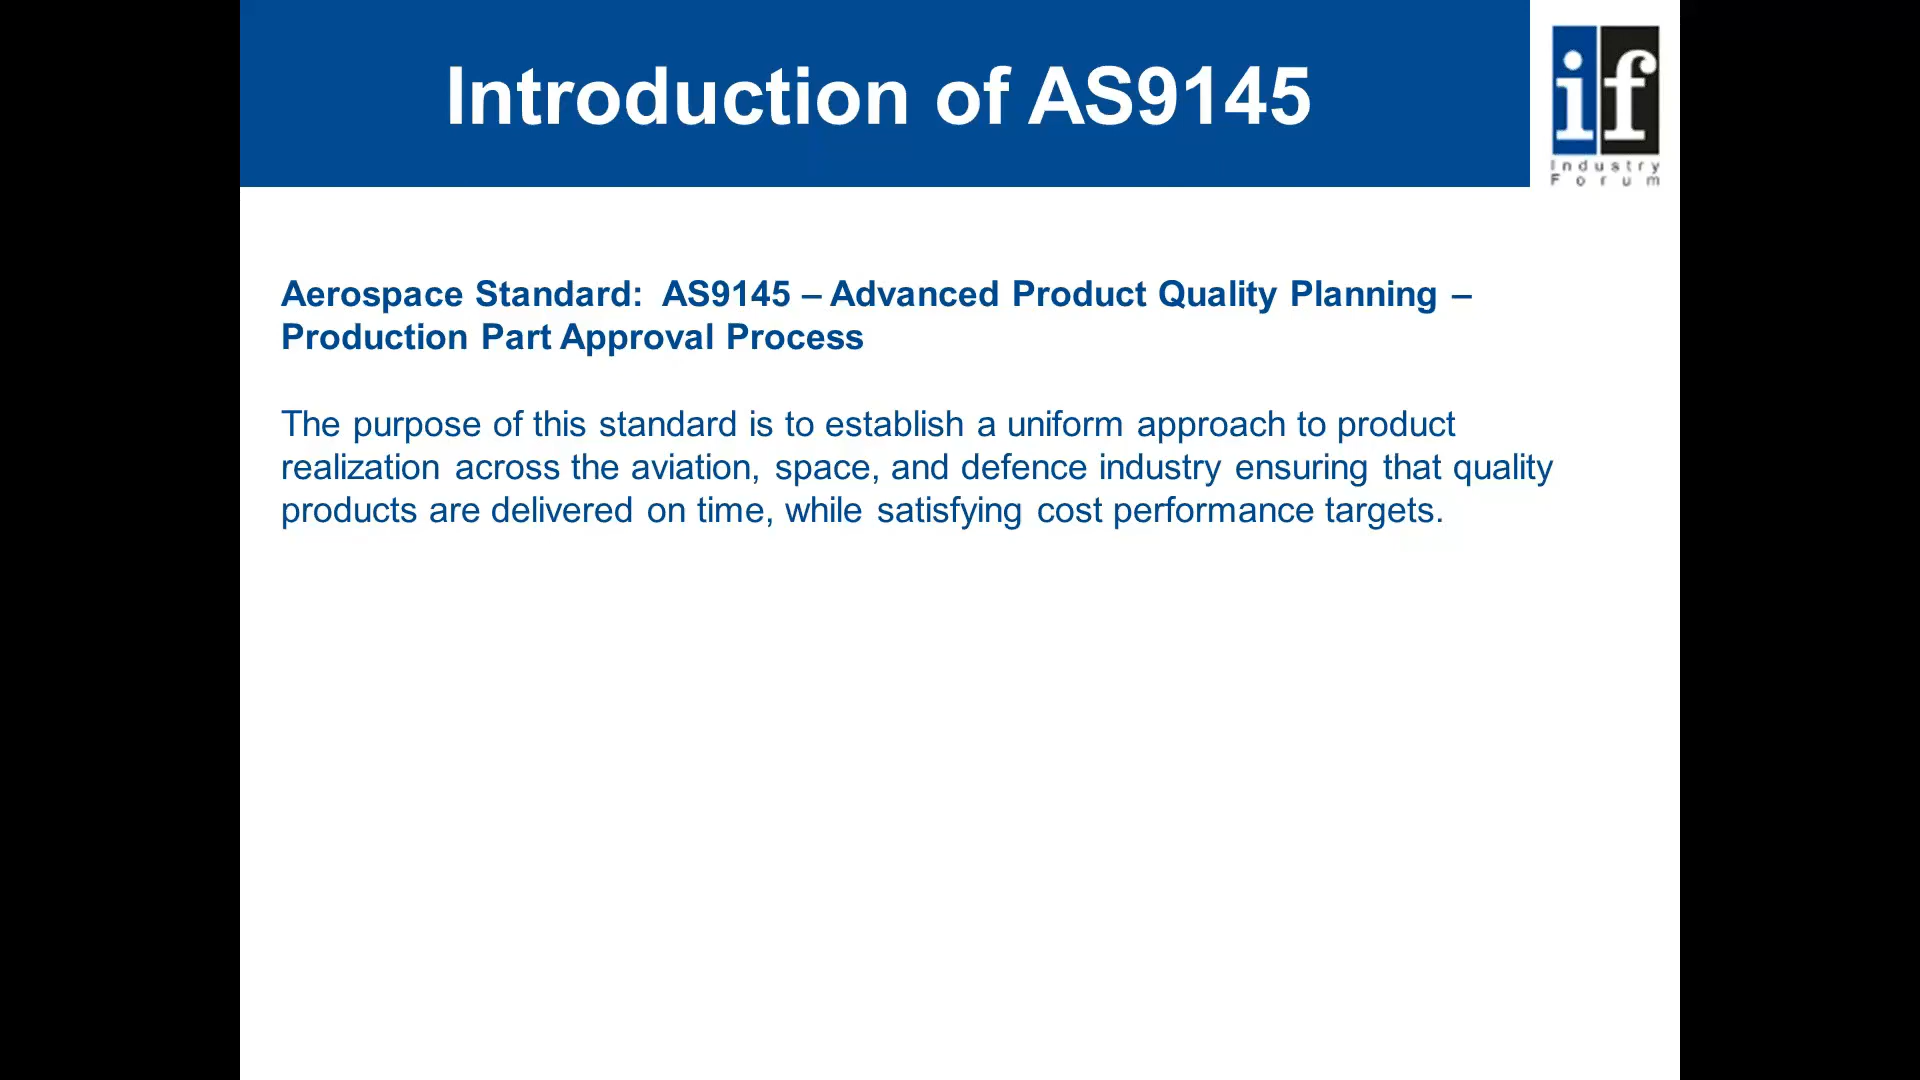 Introduction of AS9145
if
Industry
Forum
Aerospace Standard:  AS9145 – Advanced Product Quality Planning –
Production Part Approval Process
The purpose of this standard is to establish a uniform approach to product
realization across the aviation, space, and defence industry ensuring that quality
products are delivered on time, while satisfying cost performance targets.